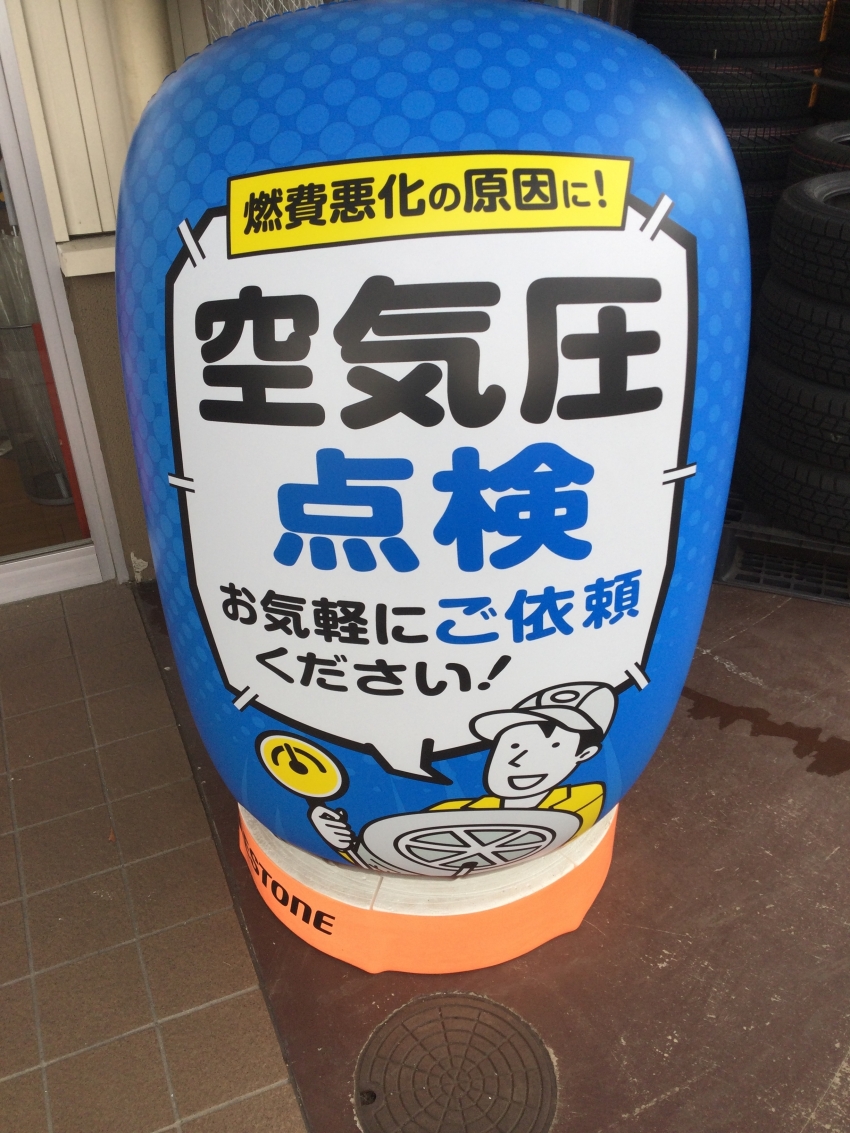 燃費悪化の原因に!
空気圧
点検
お気軽にご依頼
ください!
STONE